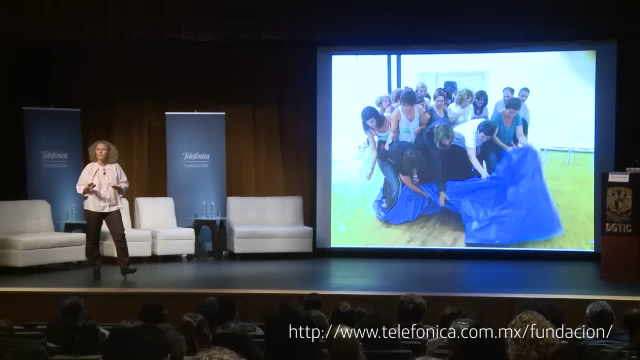 Telefónica
FUNDACIÓN
Telefónica
FUNDACIÓN
DGTIC
http://www.telefonica.com.mx/fundacion/